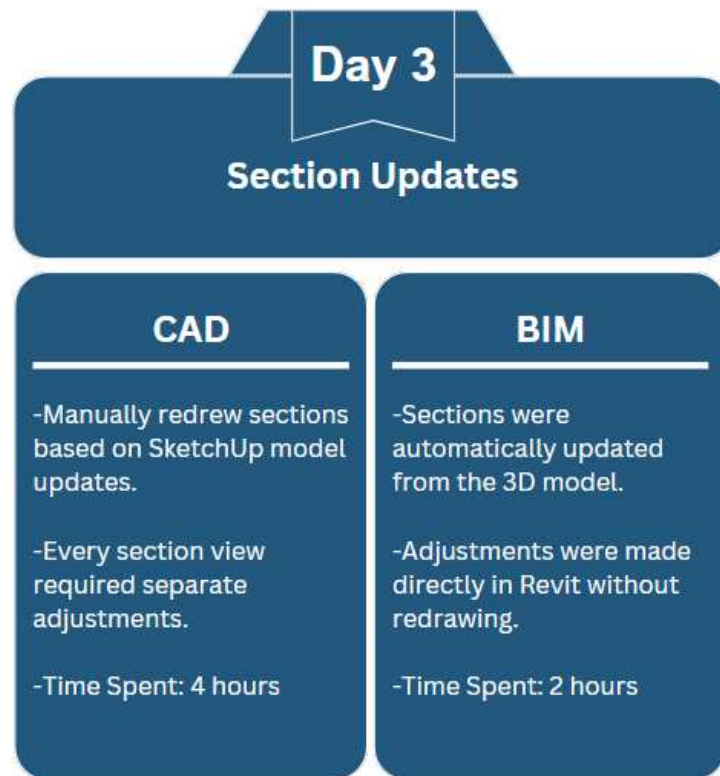 Day 3
Section Updates
CAD
-Manually redrew sections
based on SketchUp model
updates.
-Every section view
required separate
adjustments.
-Time Spent: 4 hours
BIM
-Sections were
automatically updated
from the 3D model.
-Adjustments were made
directly in Revit without
redrawing.
-Time Spent: 2 hours